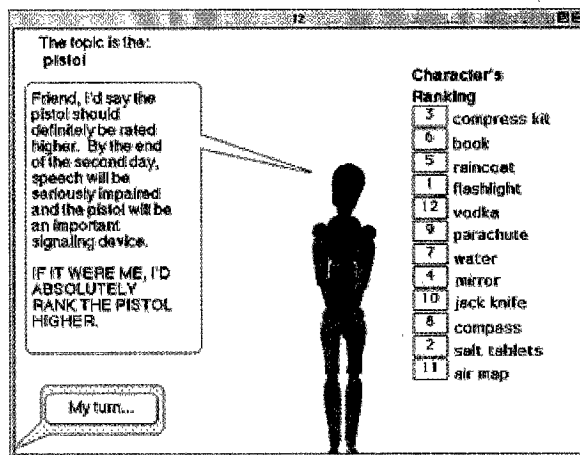 12
The topic is the:
pistol
Friend, I'd say the
pistol should
definitely be rated
higher. By the end
of the second day,
speech will be
seriously impaired
and the pistol will be
an important
signaling device.
IF IT WERE ME, I'D
ABSOLUTELY
RANK THE PISTOL
HIGHER.
My turn...
Character's
Ranking
3 compress kit
6 book
5 raincoat
1 flashlight
12 vodka
9 parachute
7 water
4 mirror
10 jack knife
8 compass
2 salt tablets
11 air map